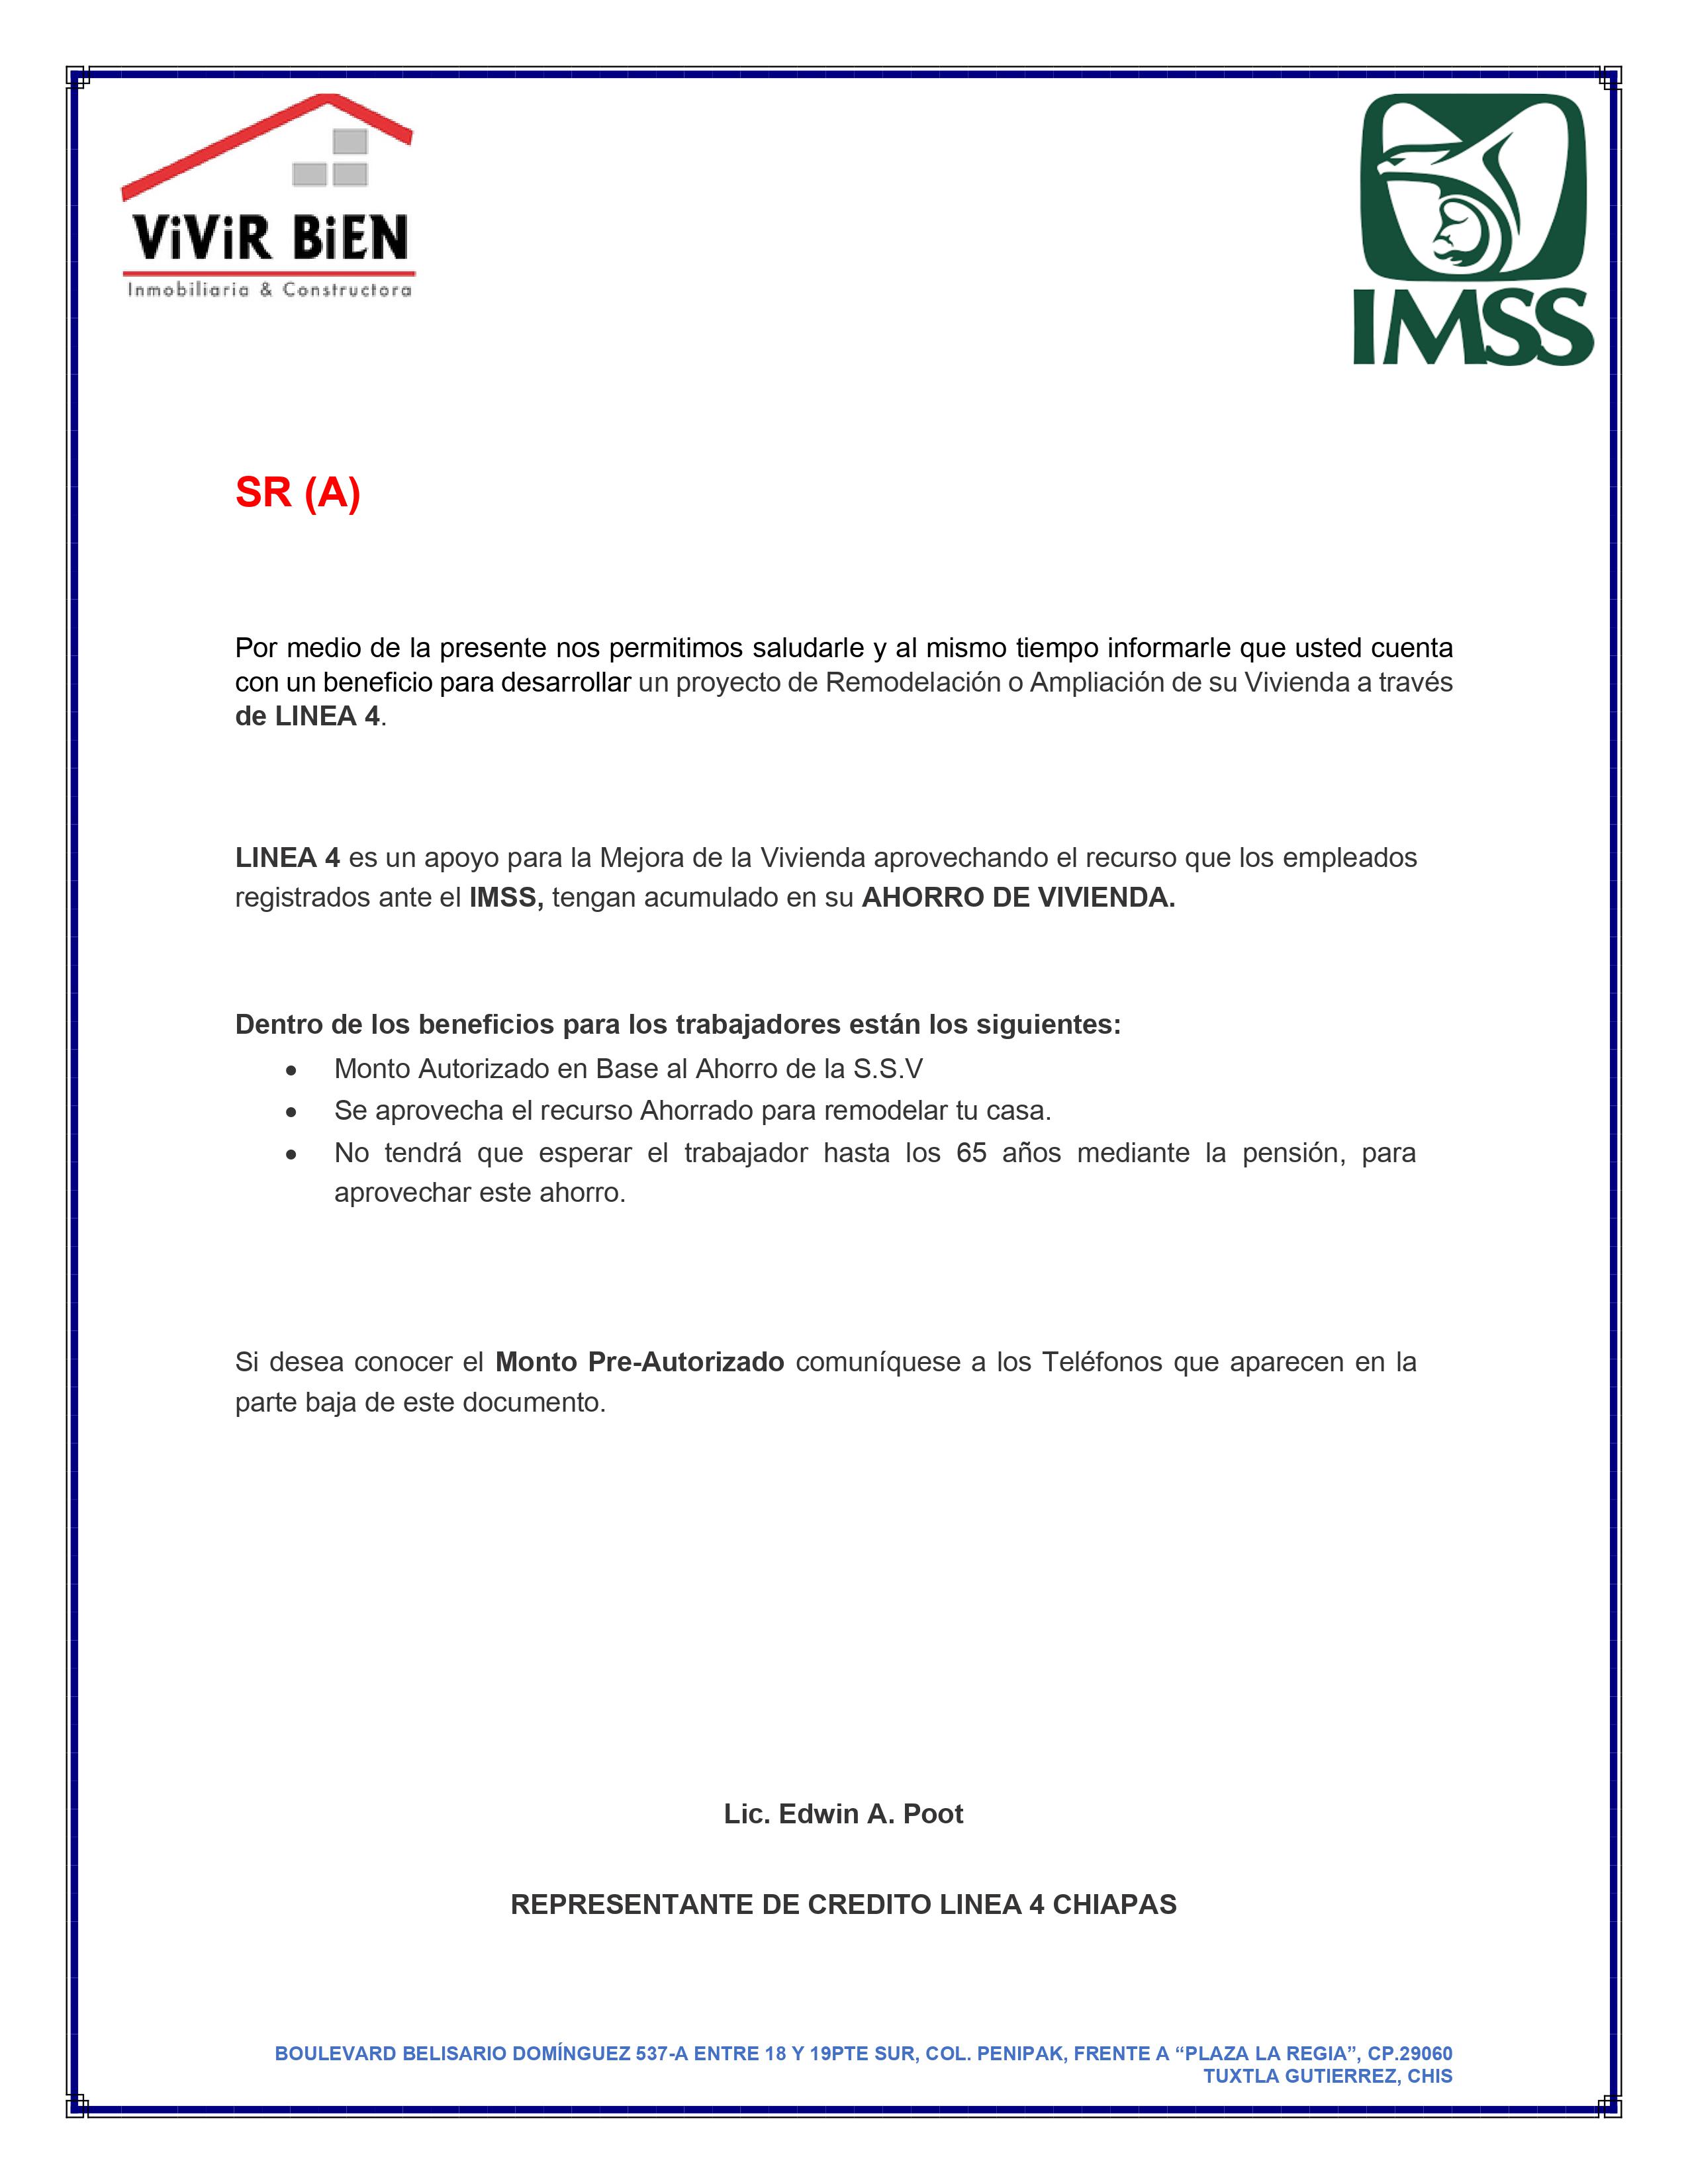 ViViR BiEN
Inmobiliaria & Constructora
IMSS
SR (A)
Por medio de la presente nos permitimos saludarle y al mismo tiempo informarle que usted cuenta
con un beneficio para desarrollar un proyecto de Remodelación o Ampliación de su Vivienda a través
de LINEA 4.
LINEA 4 es un apoyo para la Mejora de la Vivienda aprovechando el recurso que los empleados
registrados ante el IMSS, tengan acumulado en su AHORRO DE VIVIENDA.
Dentro de los beneficios para los trabajadores están los siguientes:
• Monto Autorizado en Base al Ahorro de la S.S.V
• Se aprovecha el recurso Ahorrado para remodelar tu casa.
• No tendrá que esperar el trabajador hasta los 65 años mediante la pensión, para
aprovechar este ahorro.
Si desea conocer el Monto Pre-Autorizado comuníquese a los Teléfonos que aparecen en la
parte baja de este documento.
Lic. Edwin A. Poot
REPRESENTANTE DE CREDITO LINEA 4 CHIAPAS
BOULEVARD BELISARIO DOMÍNGUEZ 537-A ENTRE 18 Y 19PTE SUR, COL. PENIPAK, FRENTE A “PLAZA LA REGIA”, CP.29060
TUXTLA GUTIERREZ, CHIS